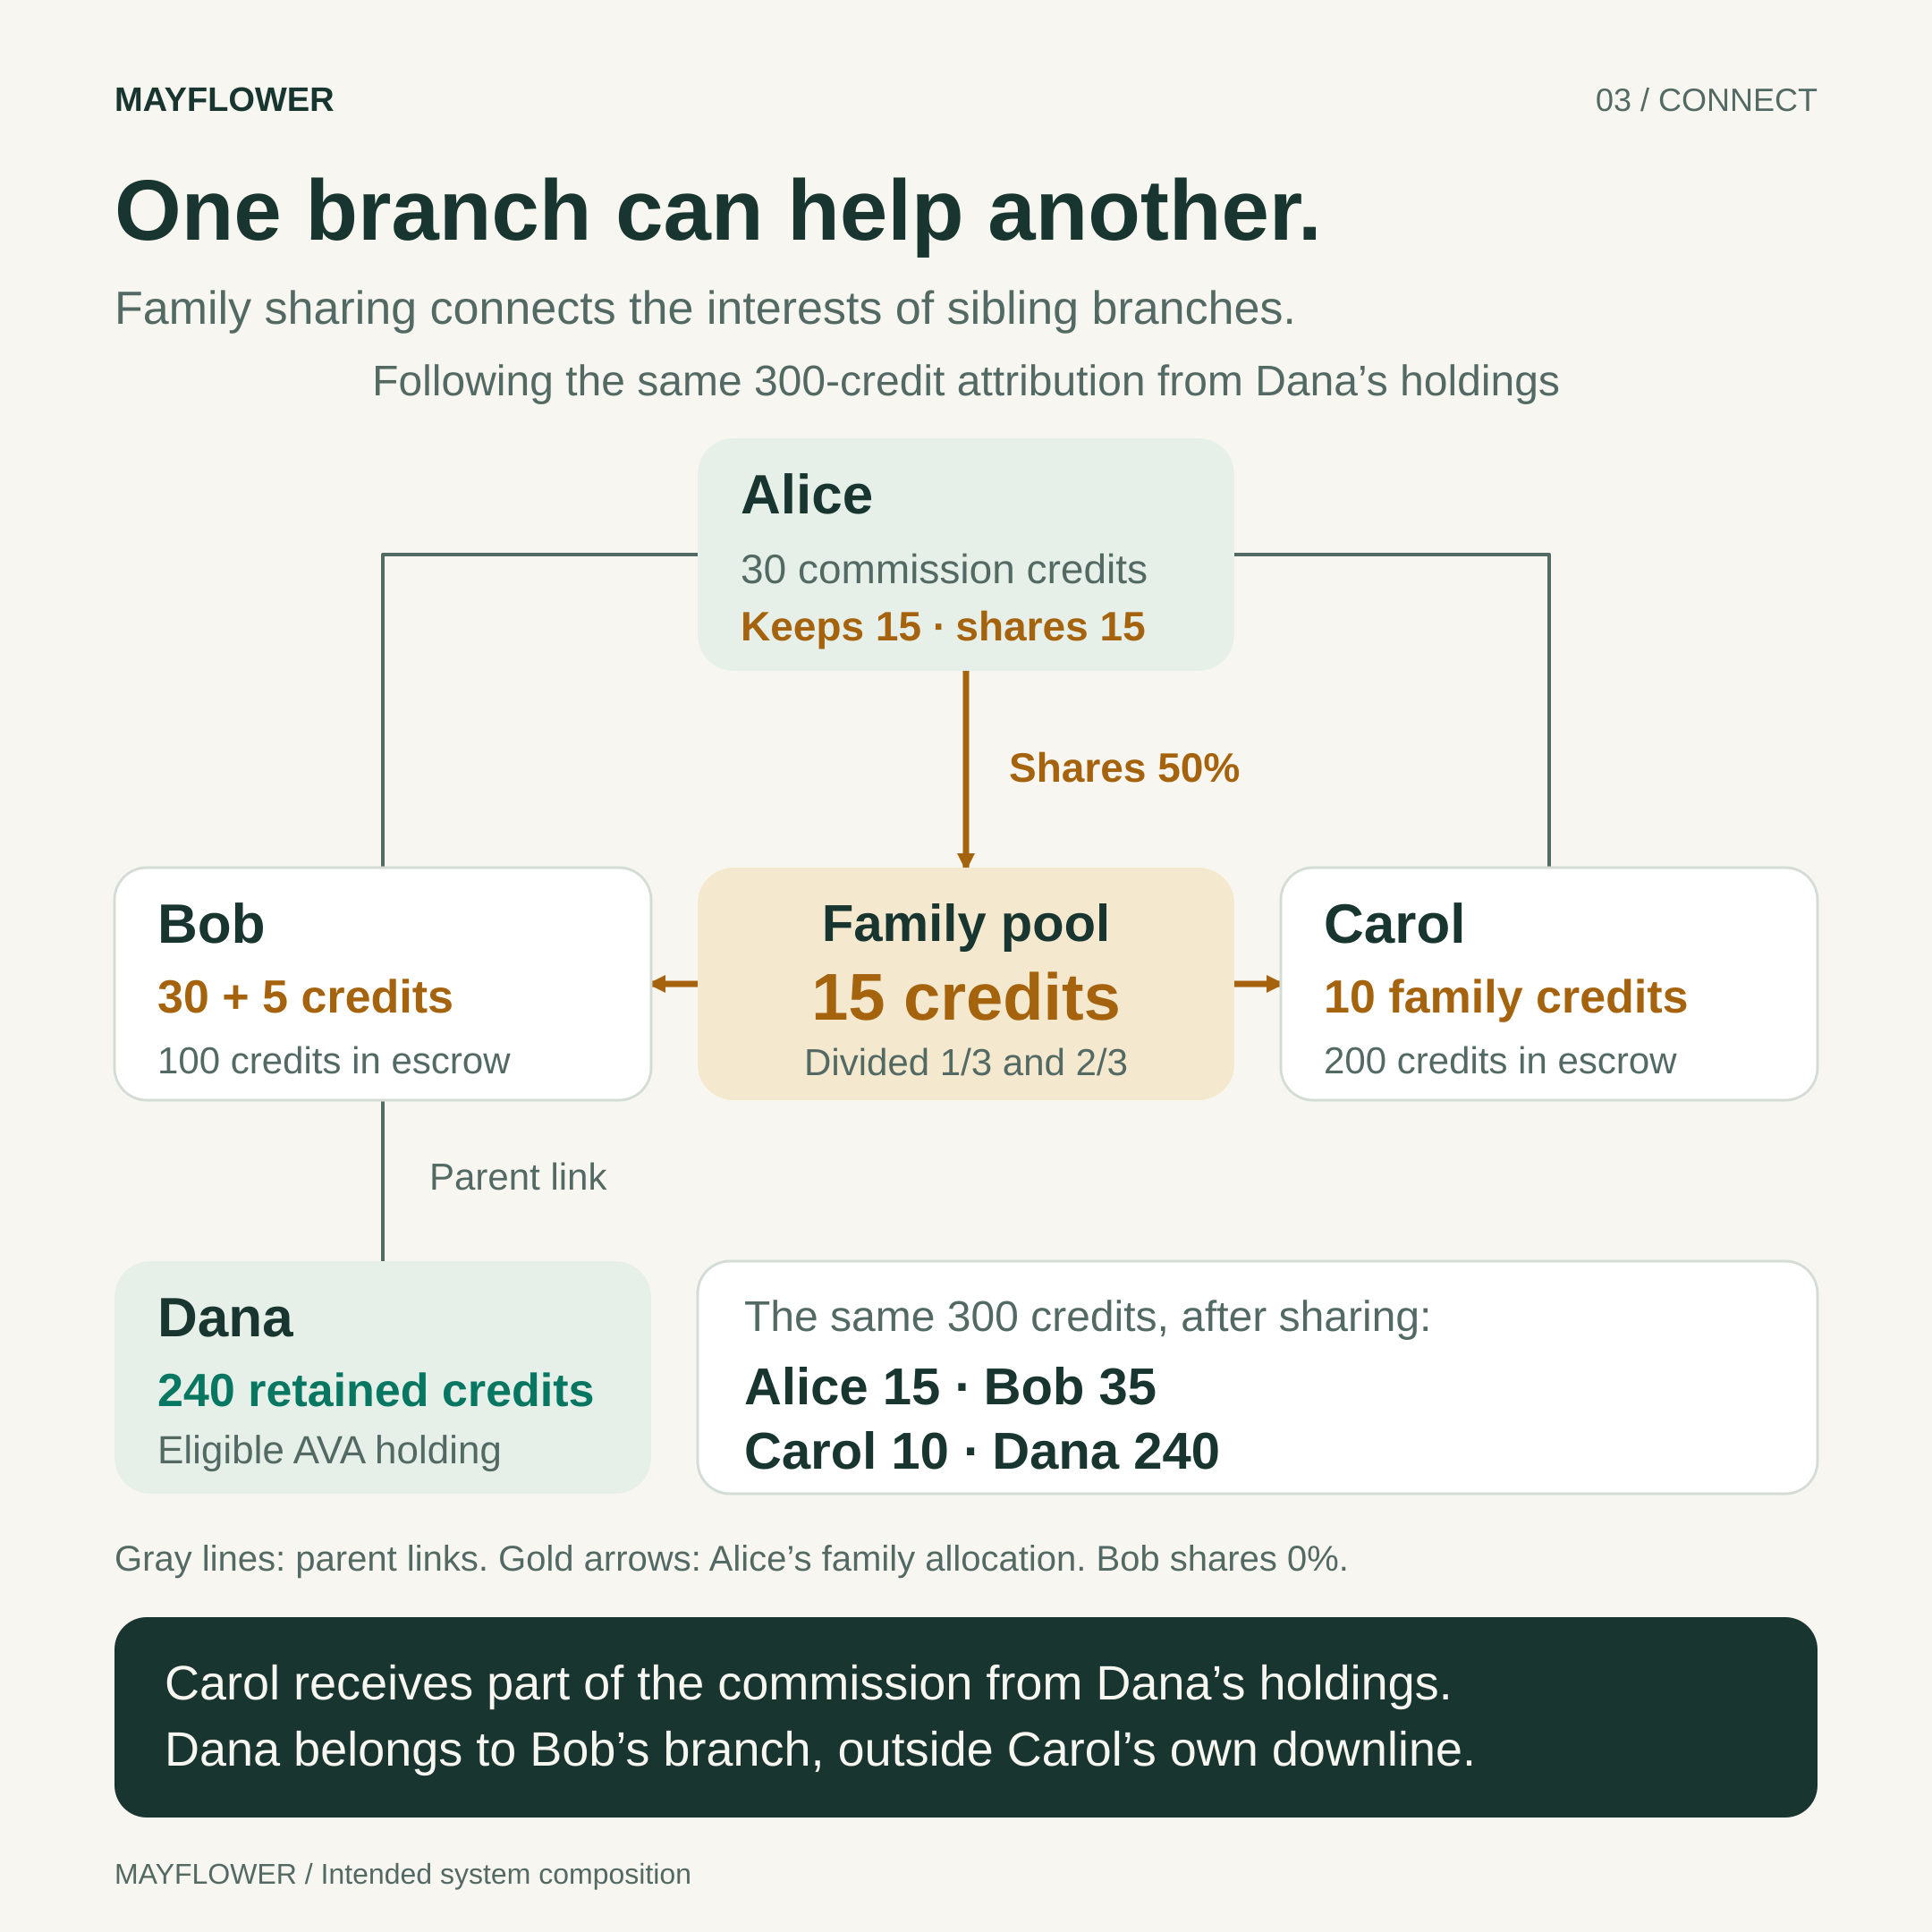 MAYFLOWER
03 / CONNECT
One branch can help another.
Family sharing connects the interests of sibling branches.
Following the same 300-credit attribution from Dana’s holdings
Alice
30 commission credits
Keeps 15 · shares 15
Shares 50%
Bob
30 + 5 credits
100 credits in escrow
Family pool
15 credits
Divided 1/3 and 2/3
Carol
10 family credits
200 credits in escrow
Parent link
Dana
240 retained credits
Eligible AVA holding
The same 300 credits, after sharing:
Alice 15 · Bob 35
Carol 10 · Dana 240
Gray lines: parent links. Gold arrows: Alice’s family allocation. Bob shares 0%.
Carol receives part of the commission from Dana’s holdings.
Dana belongs to Bob’s branch, outside Carol’s own downline.
MAYFLOWER / Intended system composition